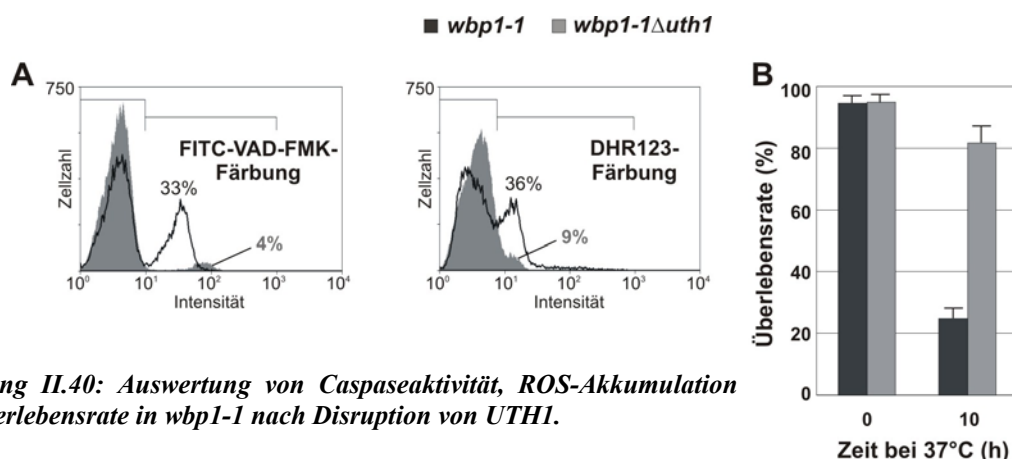 wbp1-1 wbp1-1Δuth1
A
750
Zellzahl
FITC-VAD-FMK-
Färbung
33%
4%
10⁰ 10¹ 10² 10³ 10⁴
Intensität
750
Zellzahl
DHR123-
Färbung
36%
9%
10⁰ 10¹ 10² 10³ 10⁴
Intensität
B
Überlebensrate (%)
100
80
60
40
20
0
0 10
Zeit bei 37°C (h)
ng II.40: Auswertung von Caspaseaktivität, ROS-Akkumulation
erlebensrate in wbp1-1 nach Disruption von UTH1.